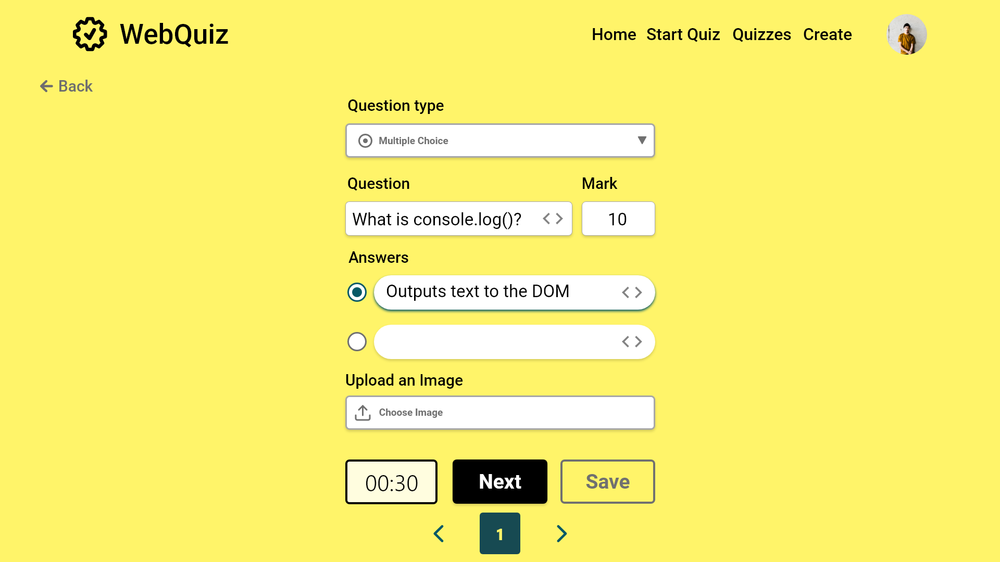 WebQuiz
Home Start Quiz Quizzes Create
Back
Question type
Multiple Choice
Question Mark
What is console.log()? < > 10
Answers
Outputs text to the DOM < >
< >
Upload an Image
Choose Image
00:30 Next Save
< 1 >